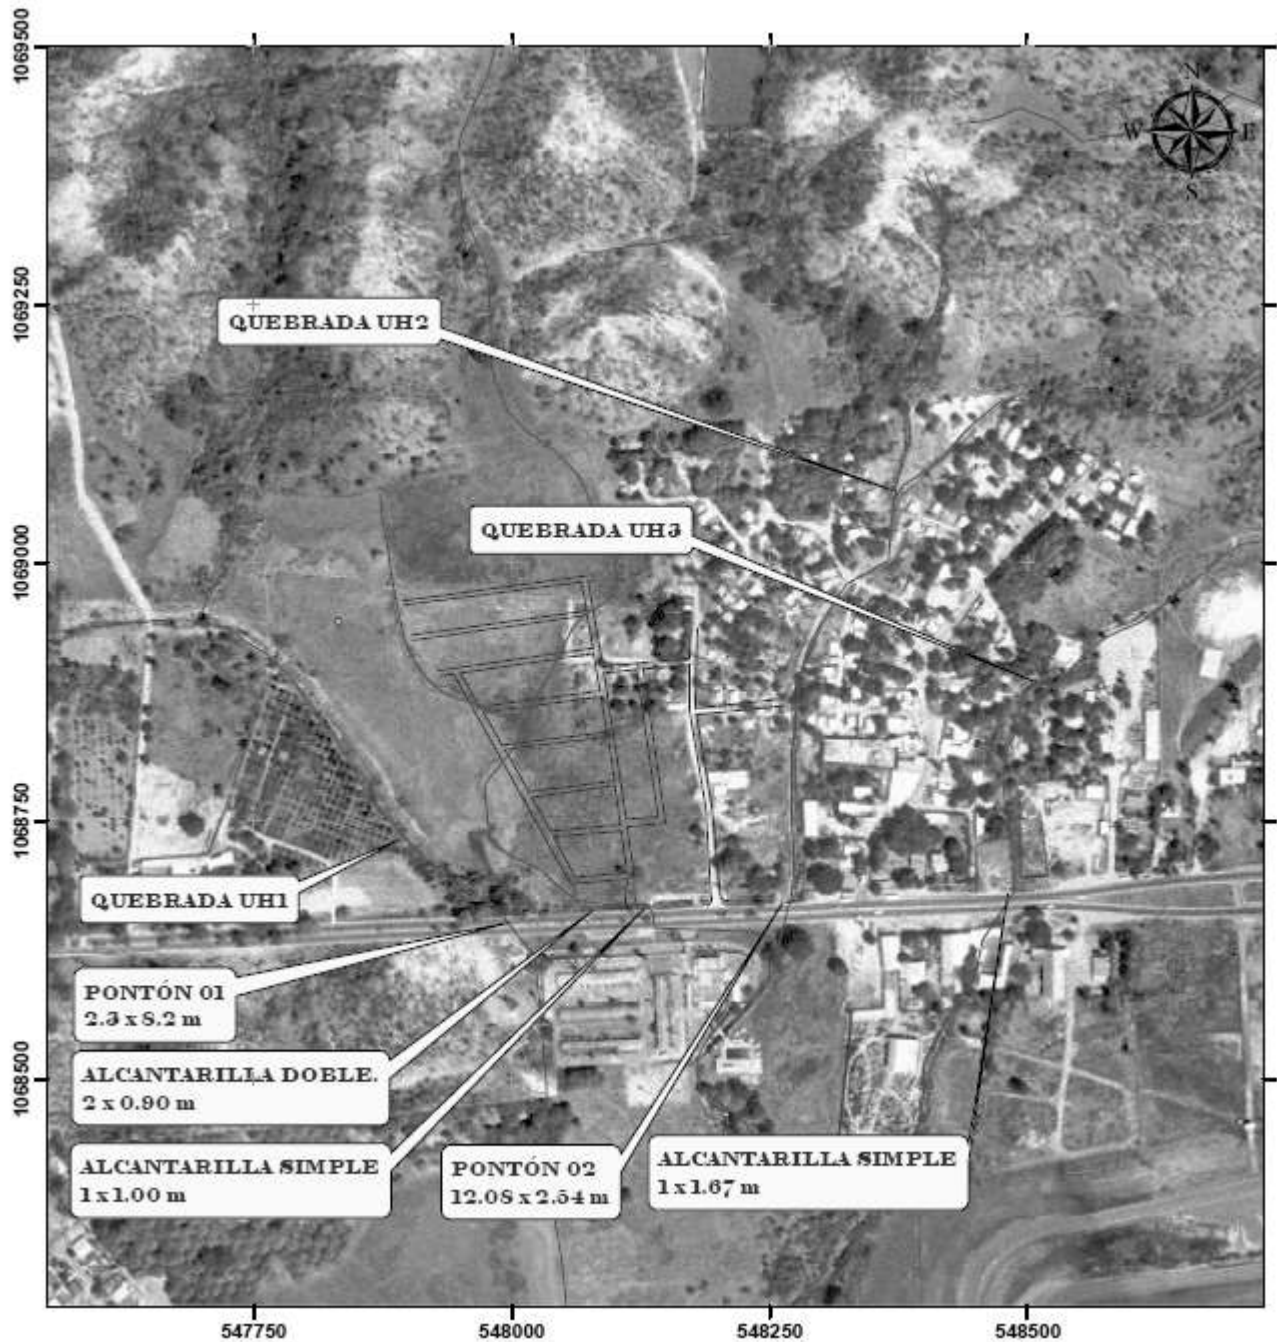 1069500
N
W E
S
1069250
QUEBRADA UH2
QUEBRADA UH3
1069000
1068750
QUEBRADA UH1
PONTÓN 01
2.3 x 8.2 m
ALCANTARILLA DOBLE.
2 x 0.90 m
1068500
ALCANTARILLA SIMPLE
1 x 1.00 m
PONTÓN 02
12.08 x 2.54 m
ALCANTARILLA SIMPLE
1 x 1.67 m
547750
548000
548250
548500